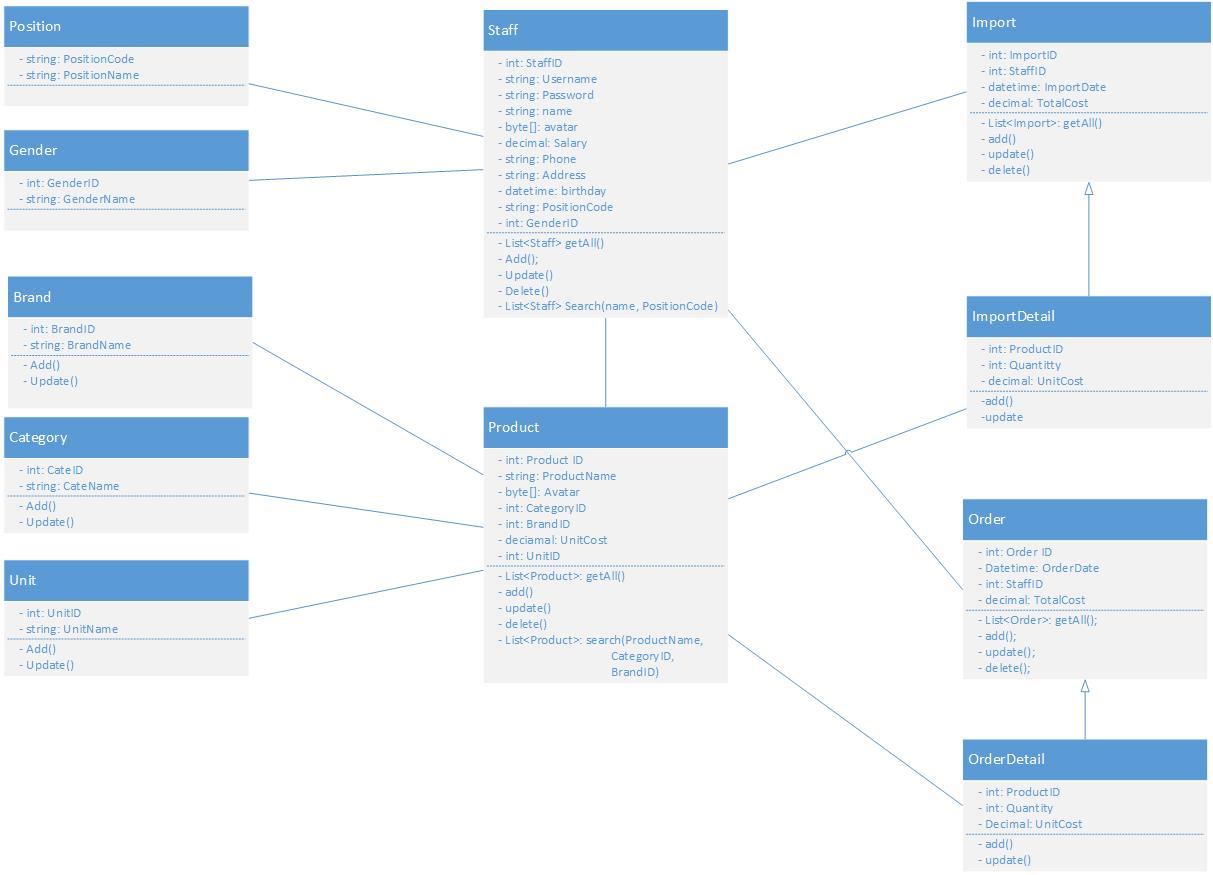 Position
- string: PositionCode
- string: PositionName
Gender
- int: GenderID
- string: GenderName
Brand
- int: BrandID
- string: BrandName
- Add()
- Update()
Category
- int: CateID
- string: CateName
- Add()
- Update()
Unit
- int: UnitID
- string: UnitName
- Add()
- Update()
Staff
- int: StaffID
- string: Username
- string: Password
- string: name
- byte[]: avatar
- decimal: Salary
- string: Phone
- string: Address
- datetime: birthday
- string: PositionCode
- int: GenderID
- List<Staff> getAll()
- Add();
- Update()
- Delete()
- List<Staff> Search(name, PositionCode)
Product
- int: Product ID
- string: ProductName
- byte[]: Avatar
- int: CategoryID
- int: BrandID
- deciamal: UnitCost
- int: UnitID
- List<Product>: getAll()
- add()
- update()
- delete()
- List<Product>: search(ProductName,
CategoryID,
BrandID)
Import
- int: ImportID
- int: StaffID
- datetime: ImportDate
- decimal: TotalCost
- List<Import>: getAll()
- add()
- update()
- delete()
ImportDetail
- int: ProductID
- int: Quantitty
- decimal: UnitCost
-add()
-update
Order
- int: Order ID
- Datetime: OrderDate
- int: StaffID
- decimal: TotalCost
- List<Order>: getAll();
- add();
- update();
- delete();
OrderDetail
- int: ProductID
- int: Quantity
- Decimal: UnitCost
- add()
- update()